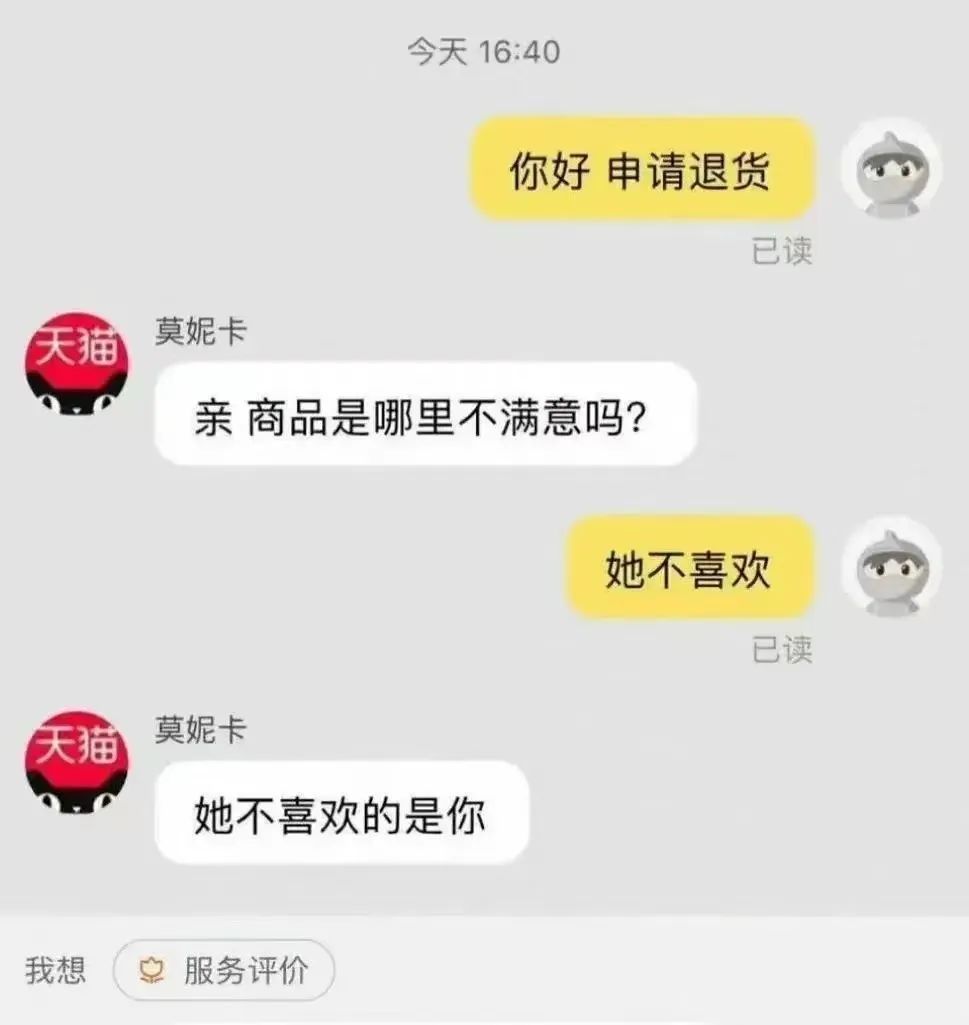 今天 16:40
你好 申请退货
已读
天猫
莫妮卡
亲 商品是哪里不满意吗？
她不喜欢
已读
天猫
莫妮卡
她不喜欢的是你
我想
服务评价